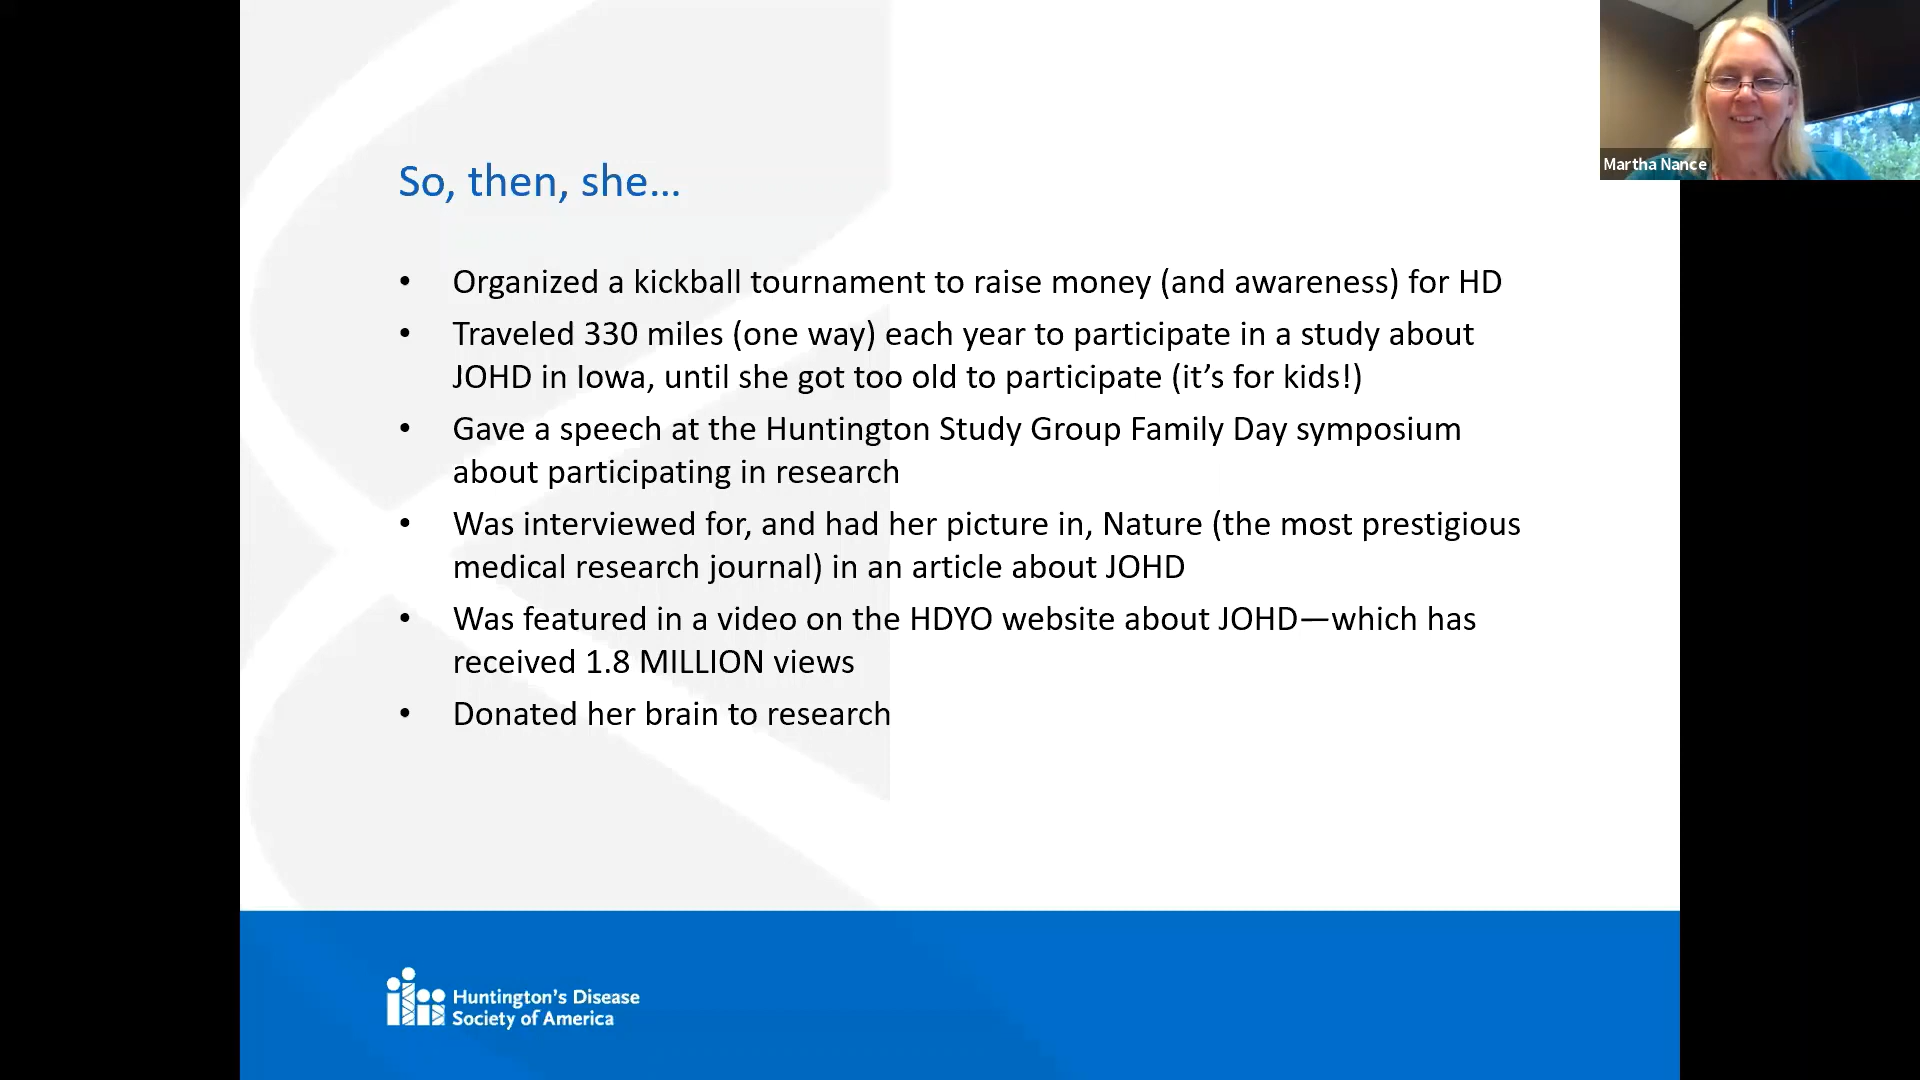 Martha Nance
So, then, she...
• Organized a kickball tournament to raise money (and awareness) for HD
• Traveled 330 miles (one way) each year to participate in a study about
JOHD in Iowa, until she got too old to participate (it’s for kids!)
• Gave a speech at the Huntington Study Group Family Day symposium
about participating in research
• Was interviewed for, and had her picture in, Nature (the most prestigious
medical research journal) in an article about JOHD
• Was featured in a video on the HDYO website about JOHD—which has
received 1.8 MILLION views
• Donated her brain to research
Huntington’s Disease
Society of America